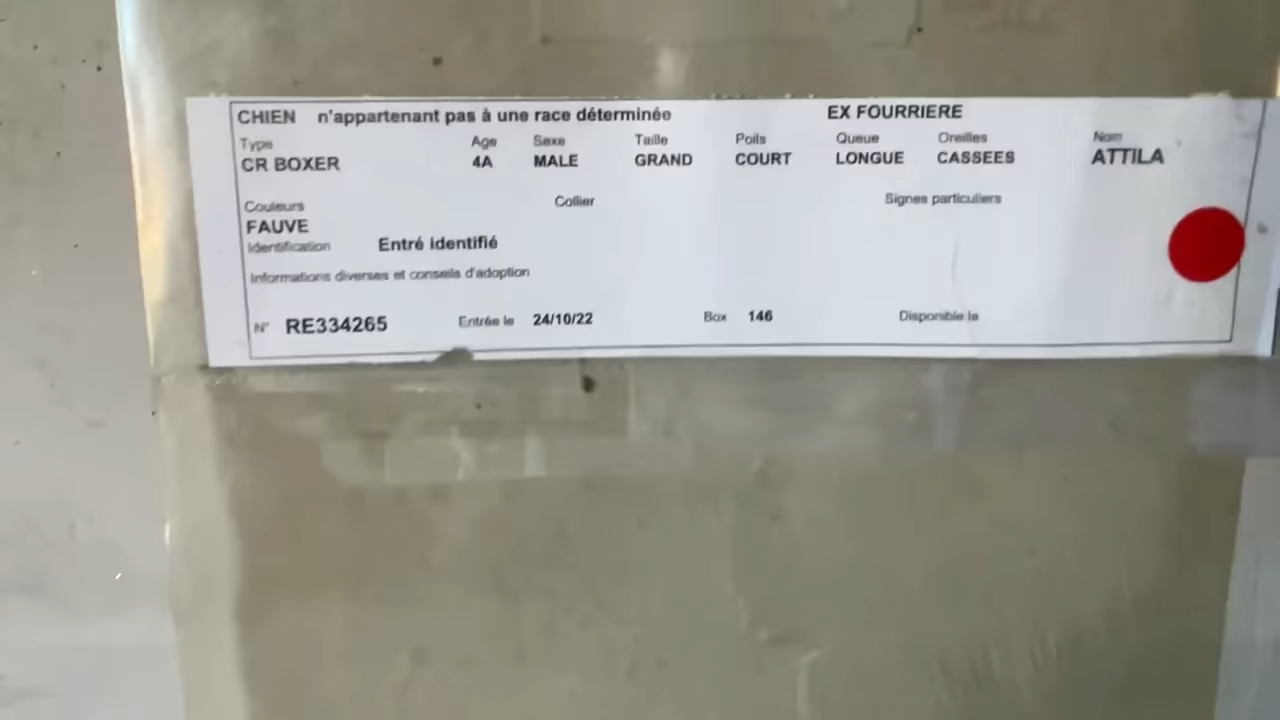 CHIEN n'appartenant pas à une race déterminée EX FOURRIERE
Type Age Sexe Taille Poils Queue Oreilles Nom
CR BOXER 4A MALE GRAND COURT LONGUE CASSEES ATTILA
Couleurs Collier Signes particuliers
FAUVE
Identification Entré identifié
Informations diverses et conseils d'adoption
N° RE334265 Entrée le 24/10/22 Box 146 Disponible le